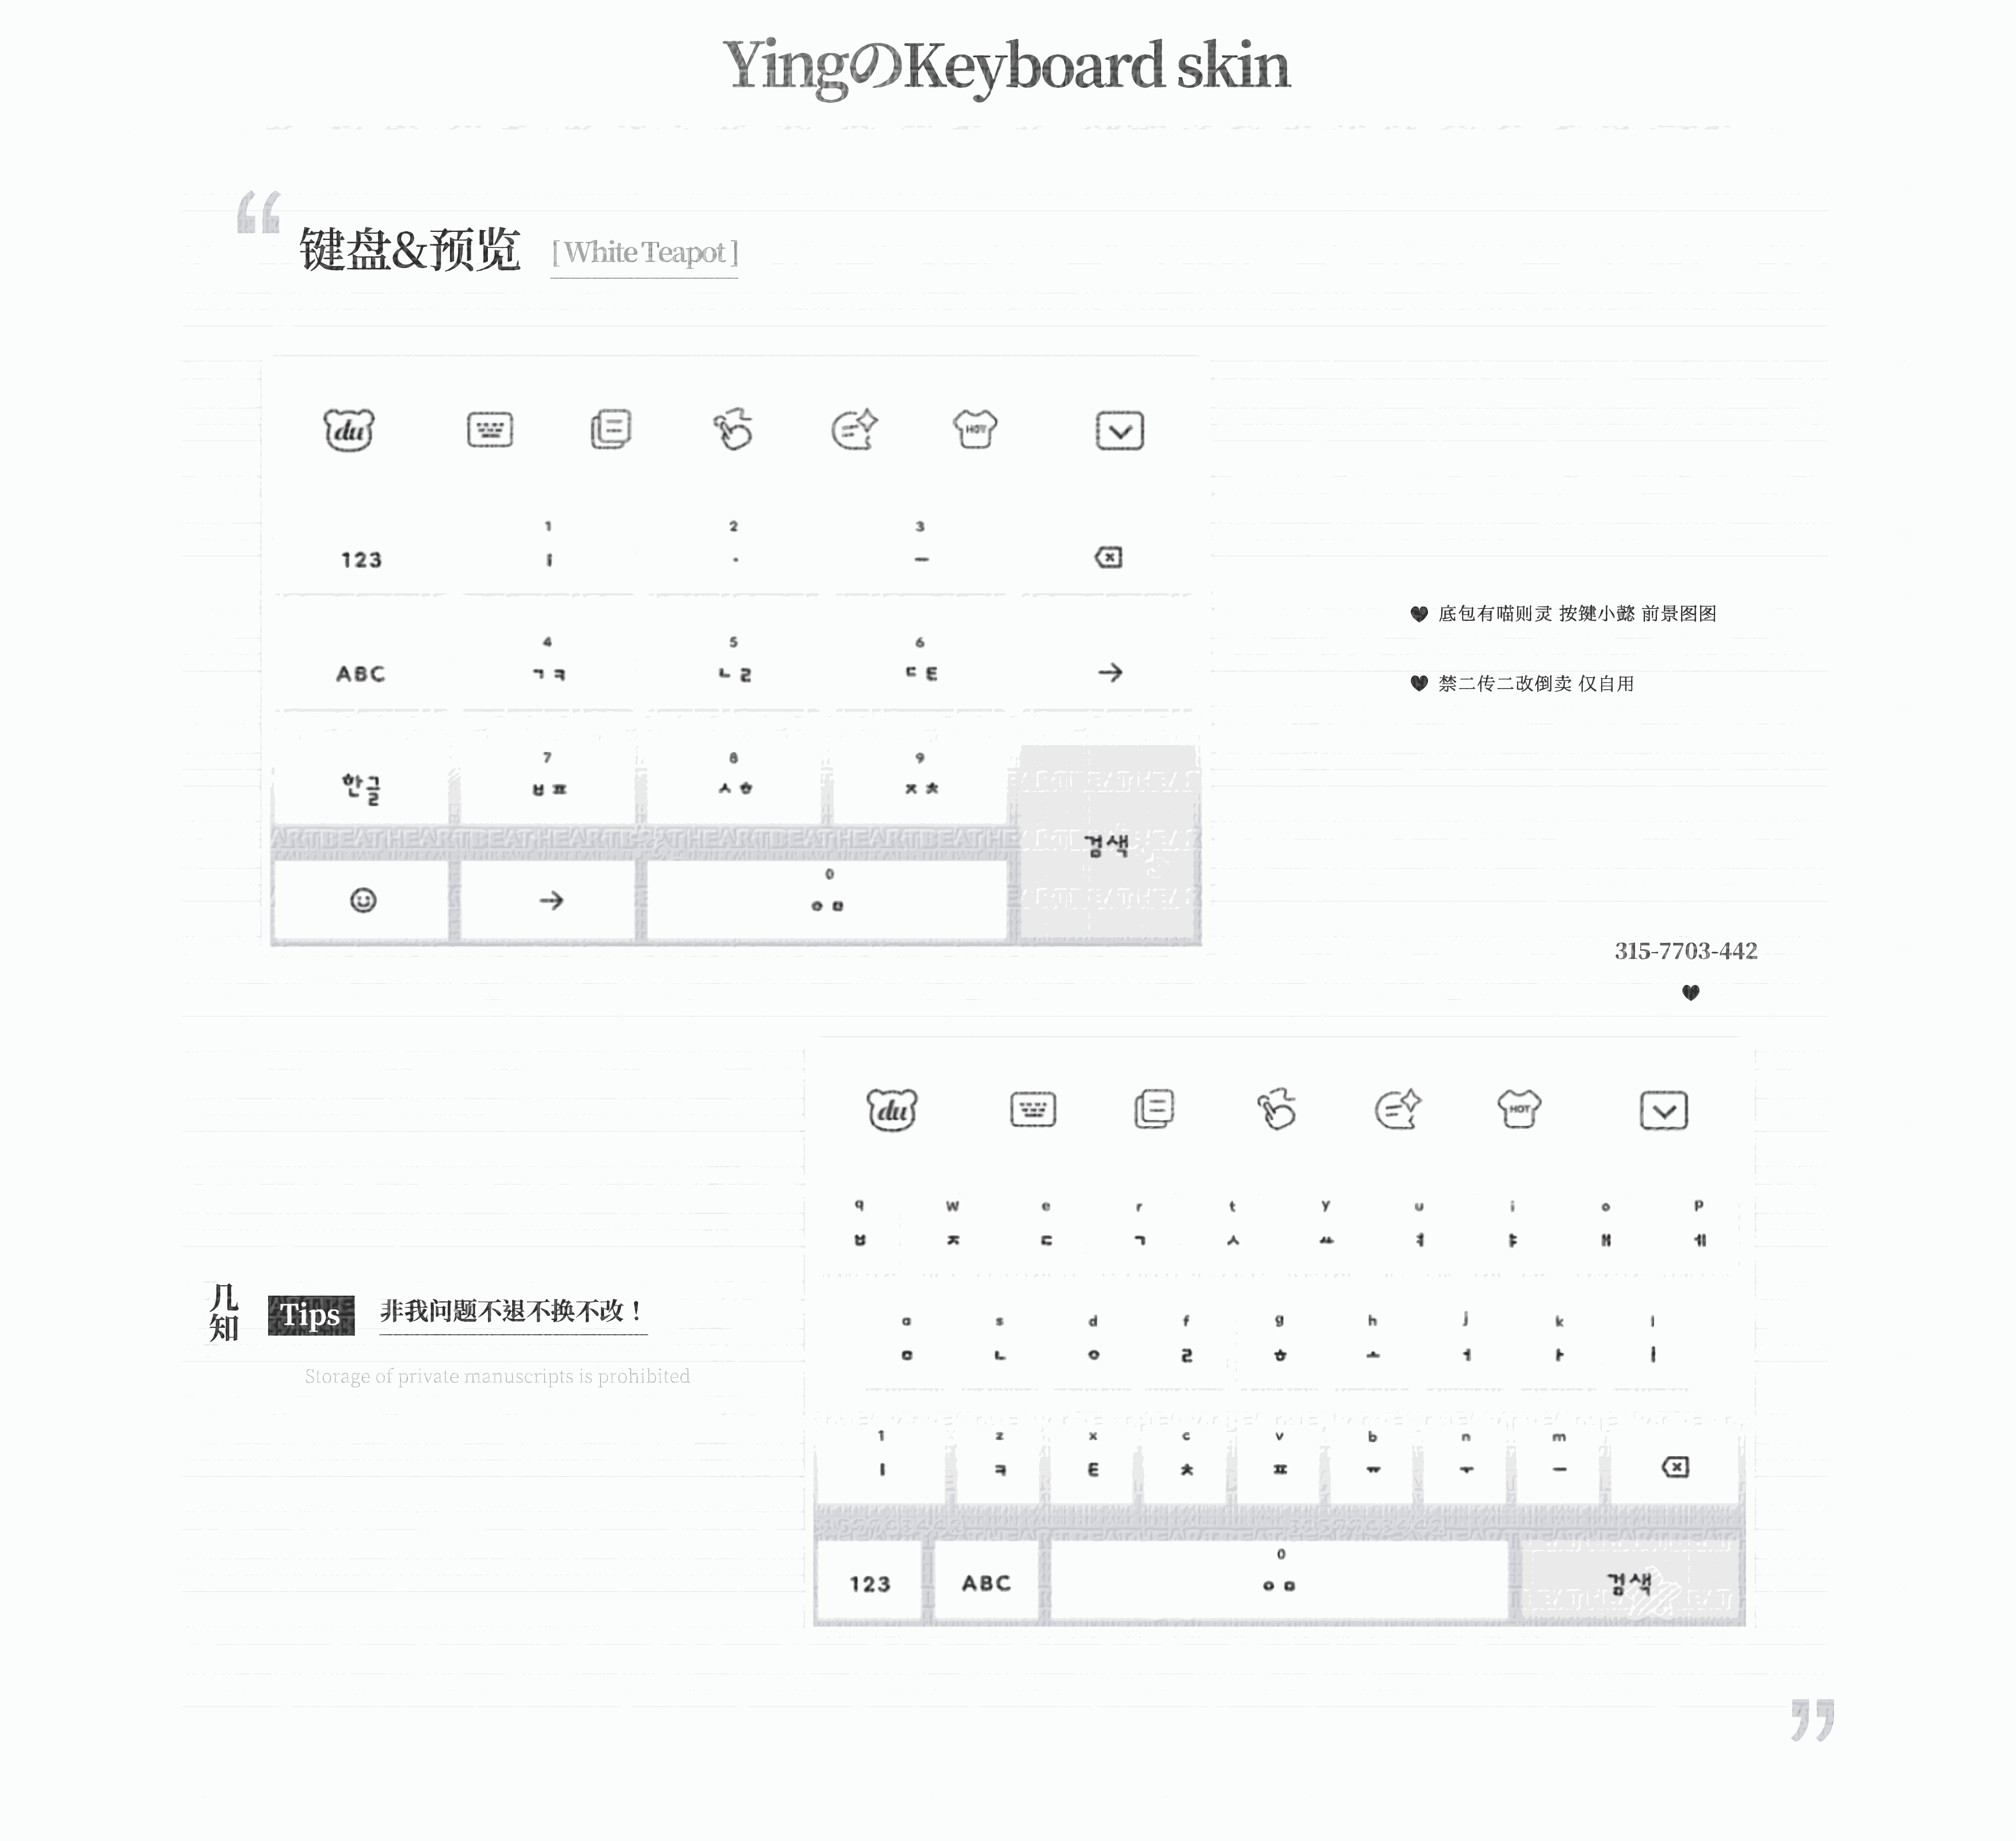 YingのKeyboard skin
键盘&预览 [ White Teapot ]
du HOT
1 2 3
123 ㅣ · ㅡ
4 5 6
ABC ㄱㅋ ㄴㄹ ㄷㅌ →
7 8 9
한글 ㅂㅍ ㅅㅎ ㅈㅊ
ARTBEATHEARTBEATHEARTBEATHEARTBEATHE
검색
0
→ ㅇㅁ
♥ 底包有喵则灵 按键小懿 前景图图
♥ 禁二传二改倒卖 仅自用
315-7703-442
♥
du HOT
q w e r t y u i o p
ㅂ ㅈ ㄷ ㄱ ㅅ ㅛ ㅕ ㅑ ㅐ ㅔ
a s d f g h j k l
ㅁ ㄴ ㅇ ㄹ ㅎ ㅗ ㅓ ㅏ ㅣ
1 z x c v b n m
ㅣ ㅋ ㅌ ㅊ ㅍ ㅠ ㅜ ㅡ
0
123 ABC ㅇㅁ 검색
几知 Tips 非我问题不退不换不改！
Storage of private manuscripts is prohibited